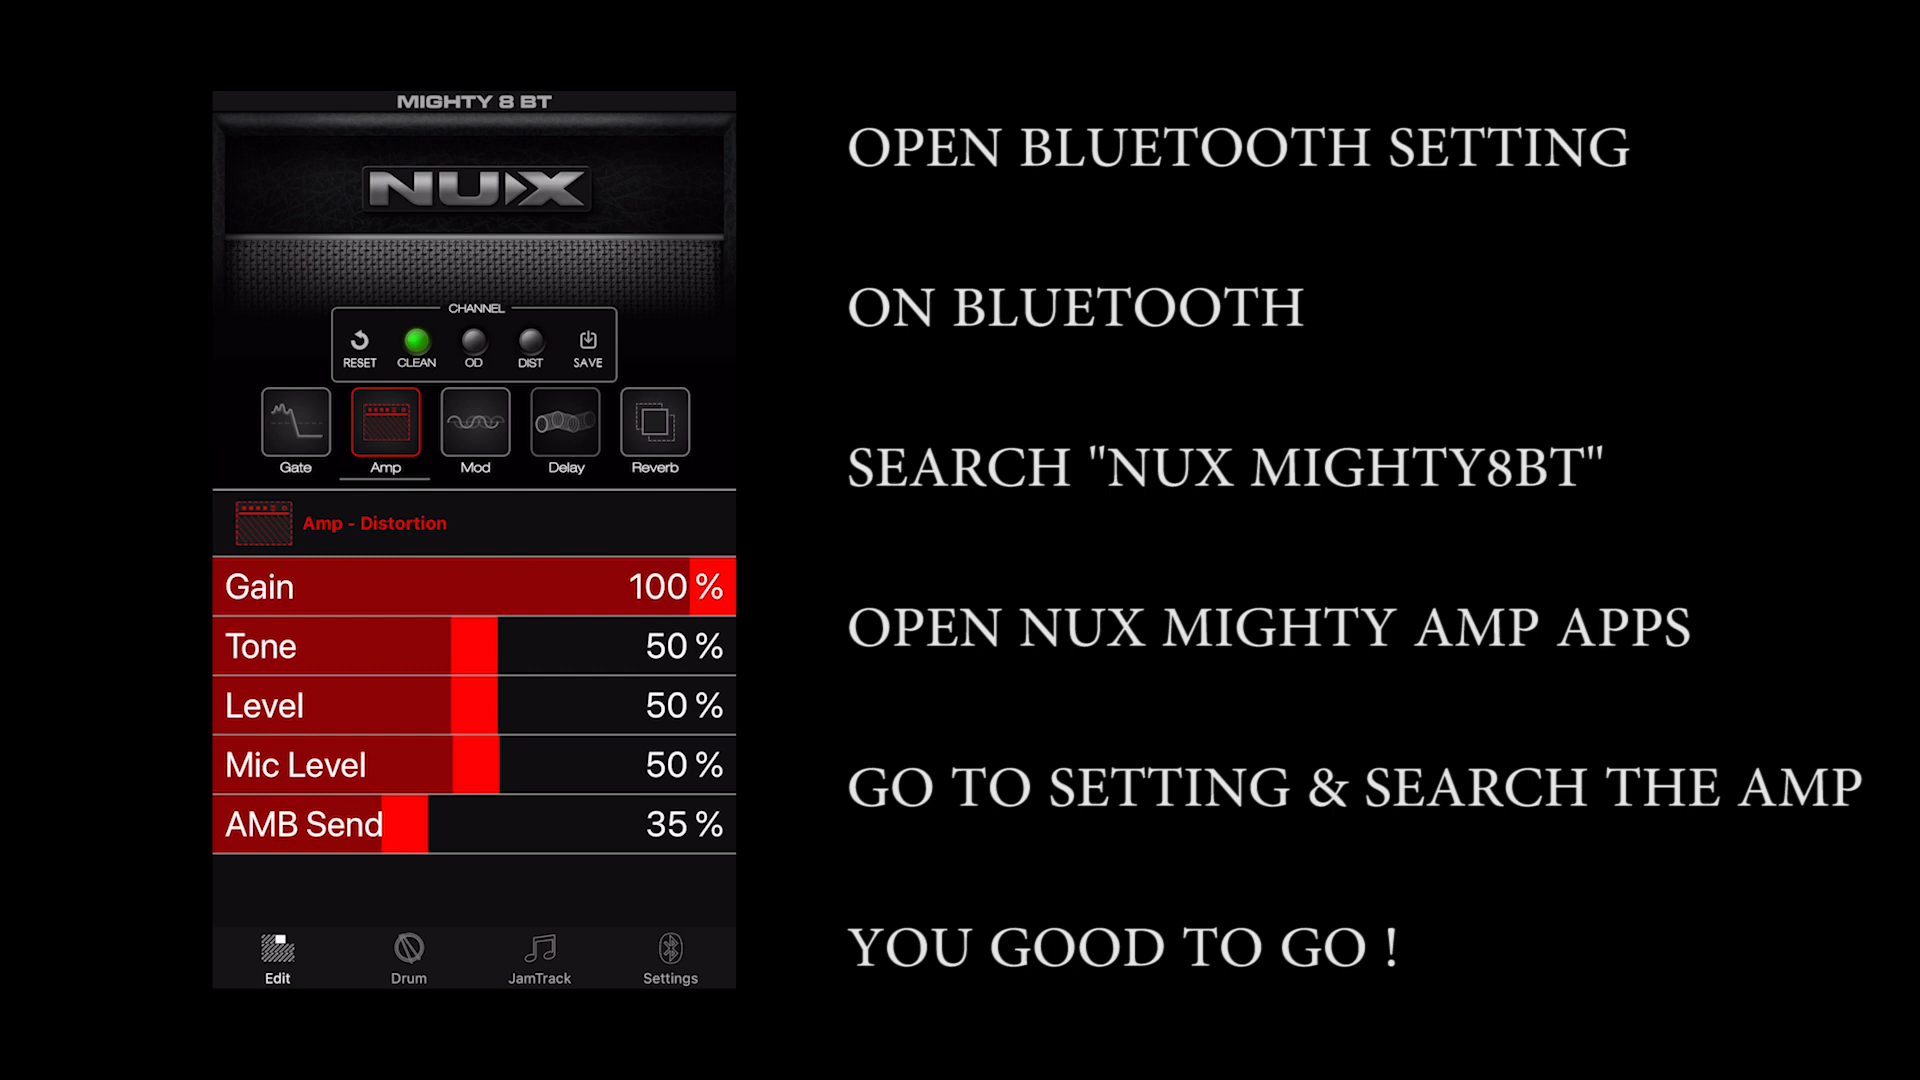 MIGHTY 8 BT
NUX
CHANNEL
RESET CLEAN OD DIST SAVE
Gate Amp Mod Delay Reverb
Amp - Distortion
Gain 100 %
Tone 50 %
Level 50 %
Mic Level 50 %
AMB Send 35 %
Edit Drum JamTrack Settings
OPEN BLUETOOTH SETTING
ON BLUETOOTH
SEARCH "NUX MIGHTY8BT"
OPEN NUX MIGHTY AMP APPS
GO TO SETTING & SEARCH THE AMP
YOU GOOD TO GO !